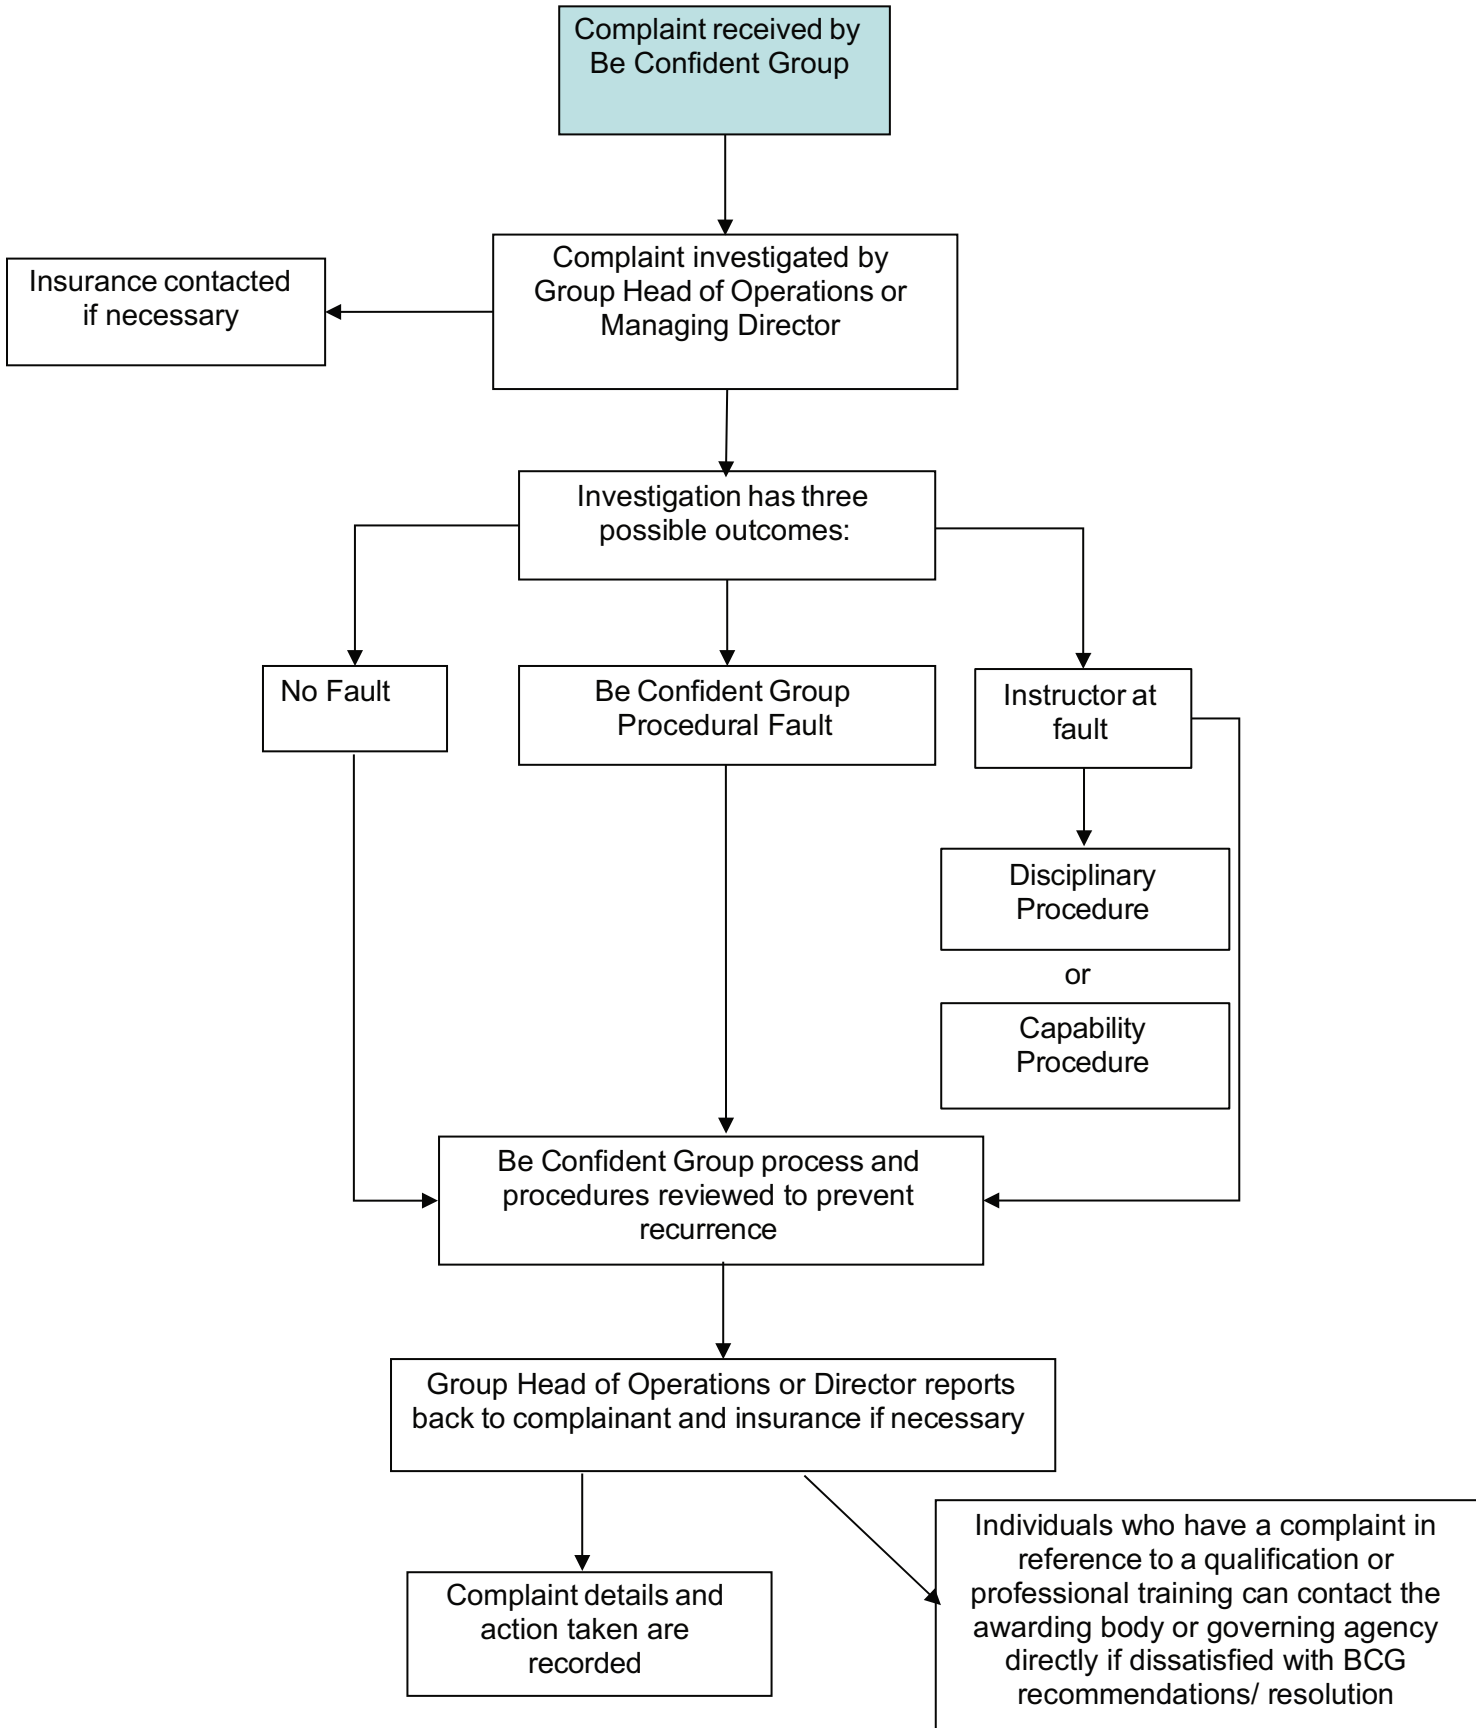 Complaint received by
Be Confident Group
Insurance contacted
if necessary
Complaint investigated by
Group Head of Operations or
Managing Director
Investigation has three
possible outcomes:
No Fault
Be Confident Group
Procedural Fault
Instructor at
fault
Disciplinary
Procedure
or
Capability
Procedure
Be Confident Group process and
procedures reviewed to prevent
recurrence
Group Head of Operations or Director reports
back to complainant and insurance if necessary
Complaint details and
action taken are
recorded
Individuals who have a complaint in
reference to a qualification or
professional training can contact the
awarding body or governing agency
directly if dissatisfied with BCG
recommendations/ resolution